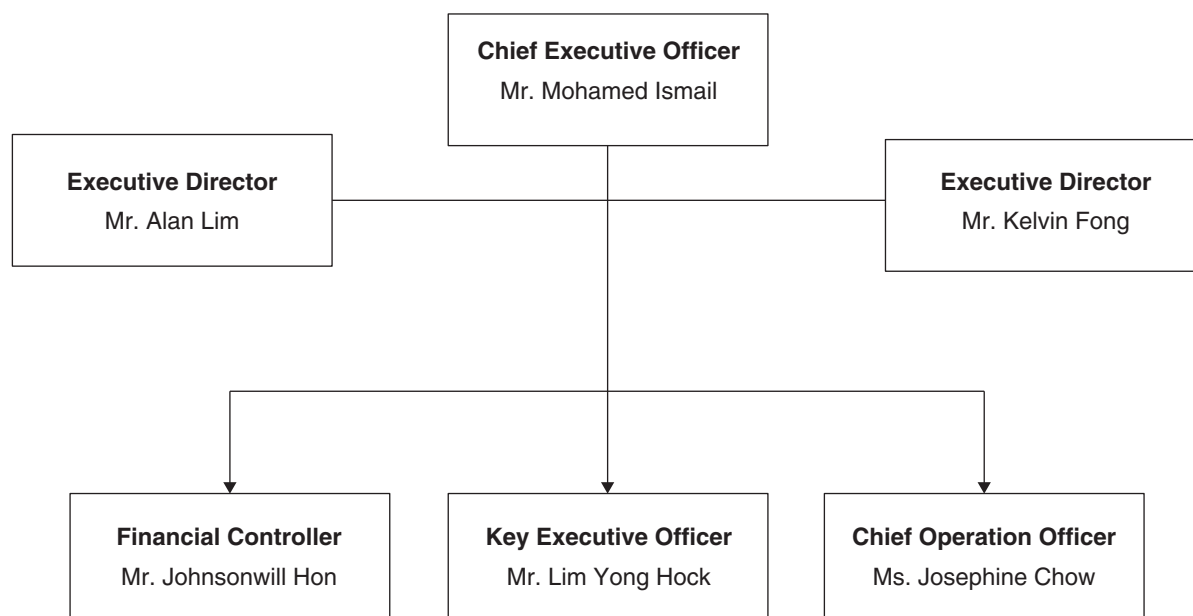 Chief Executive Officer
Mr. Mohamed Ismail
Executive Director
Mr. Alan Lim
Executive Director
Mr. Kelvin Fong
Financial Controller
Mr. Johnsonwill Hon
Key Executive Officer
Mr. Lim Yong Hock
Chief Operation Officer
Ms. Josephine Chow